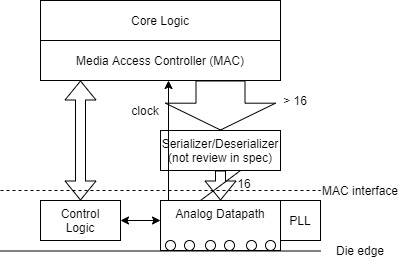 Core Logic
Media Access Controller (MAC)
clock
> 16
Serializer/Deserializer
(not review in spec)
16
MAC interface
Control
Logic
Analog Datapath
PLL
Die edge